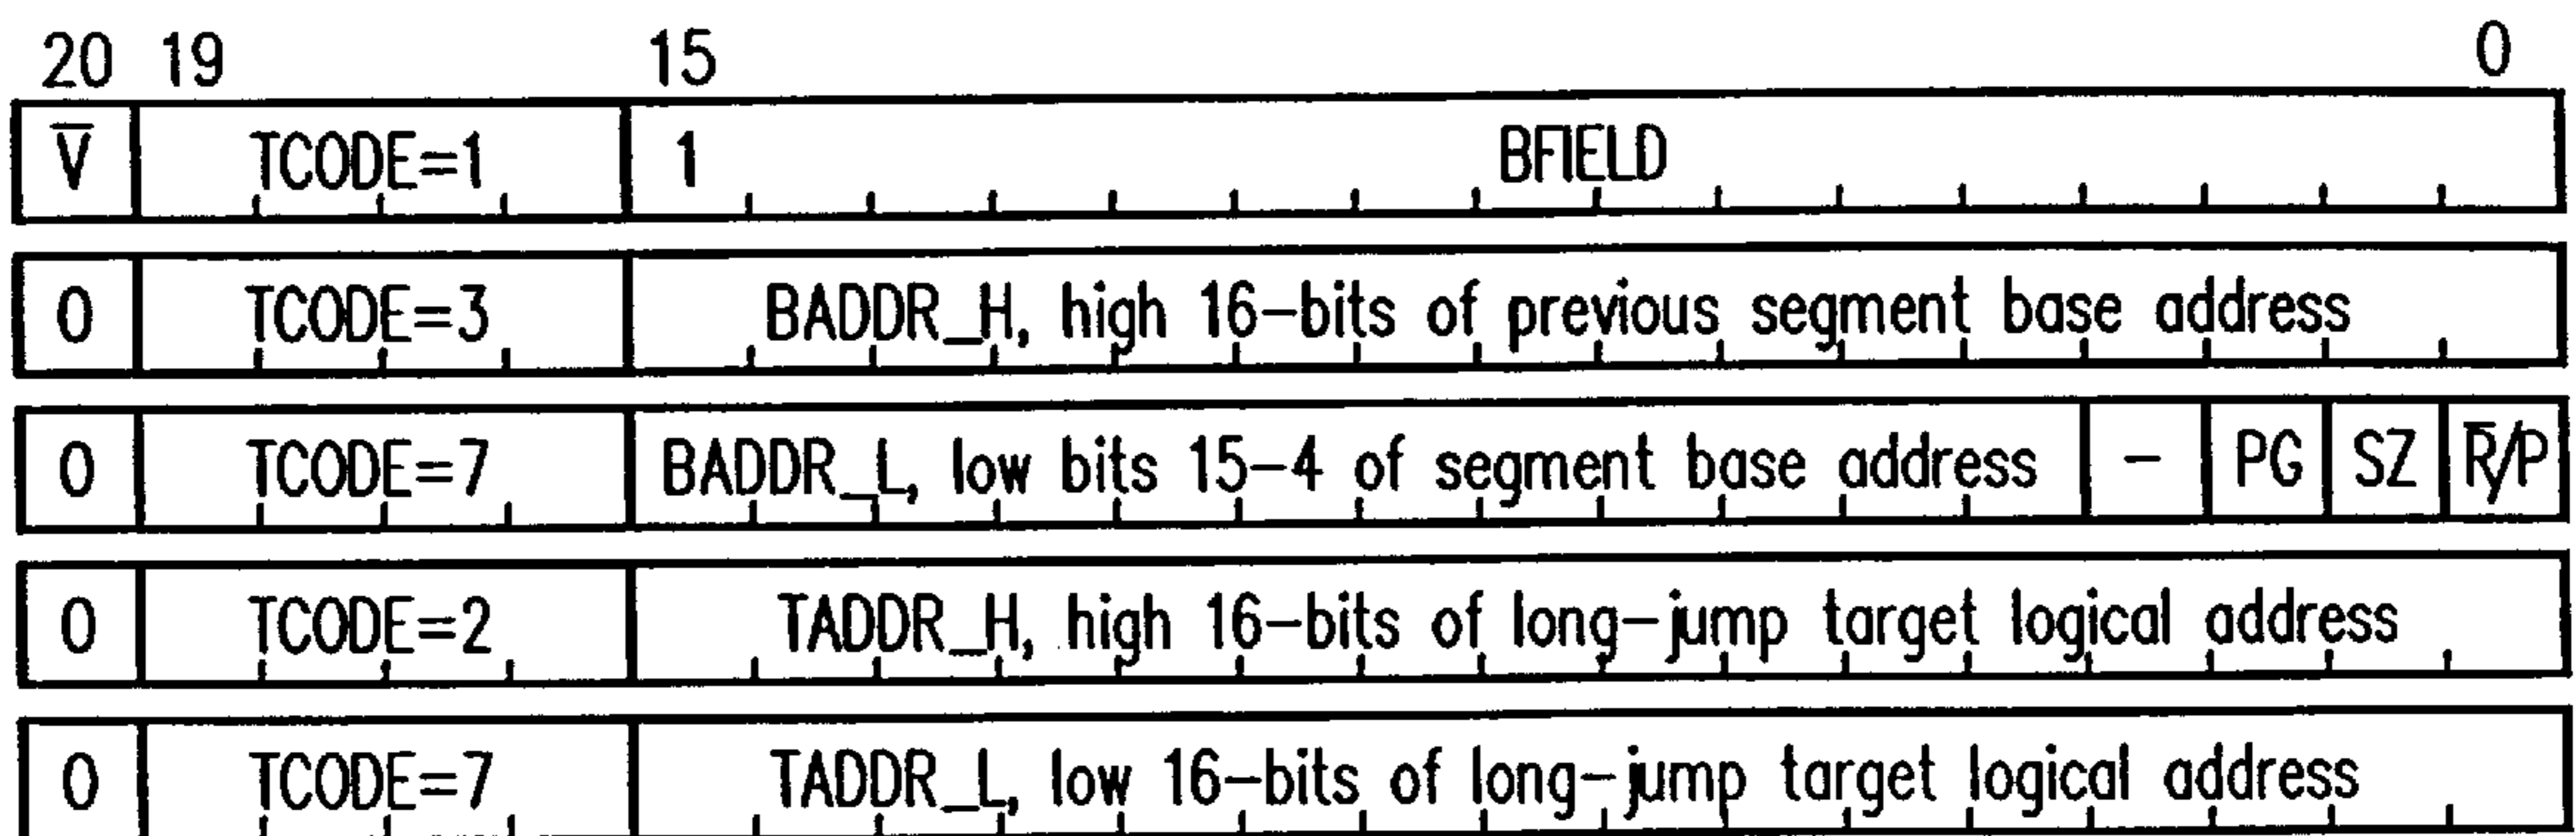 20 19 15 0
V̅ TCODE=1 1 BFIELD
0 TCODE=3 BADDR_H, high 16-bits of previous segment base address
0 TCODE=7 BADDR_L, low bits 15-4 of segment base address - PG SZ R̅/P
0 TCODE=2 TADDR_H, high 16-bits of long-jump target logical address
0 TCODE=7 TADDR_L, low 16-bits of long-jump target logical address